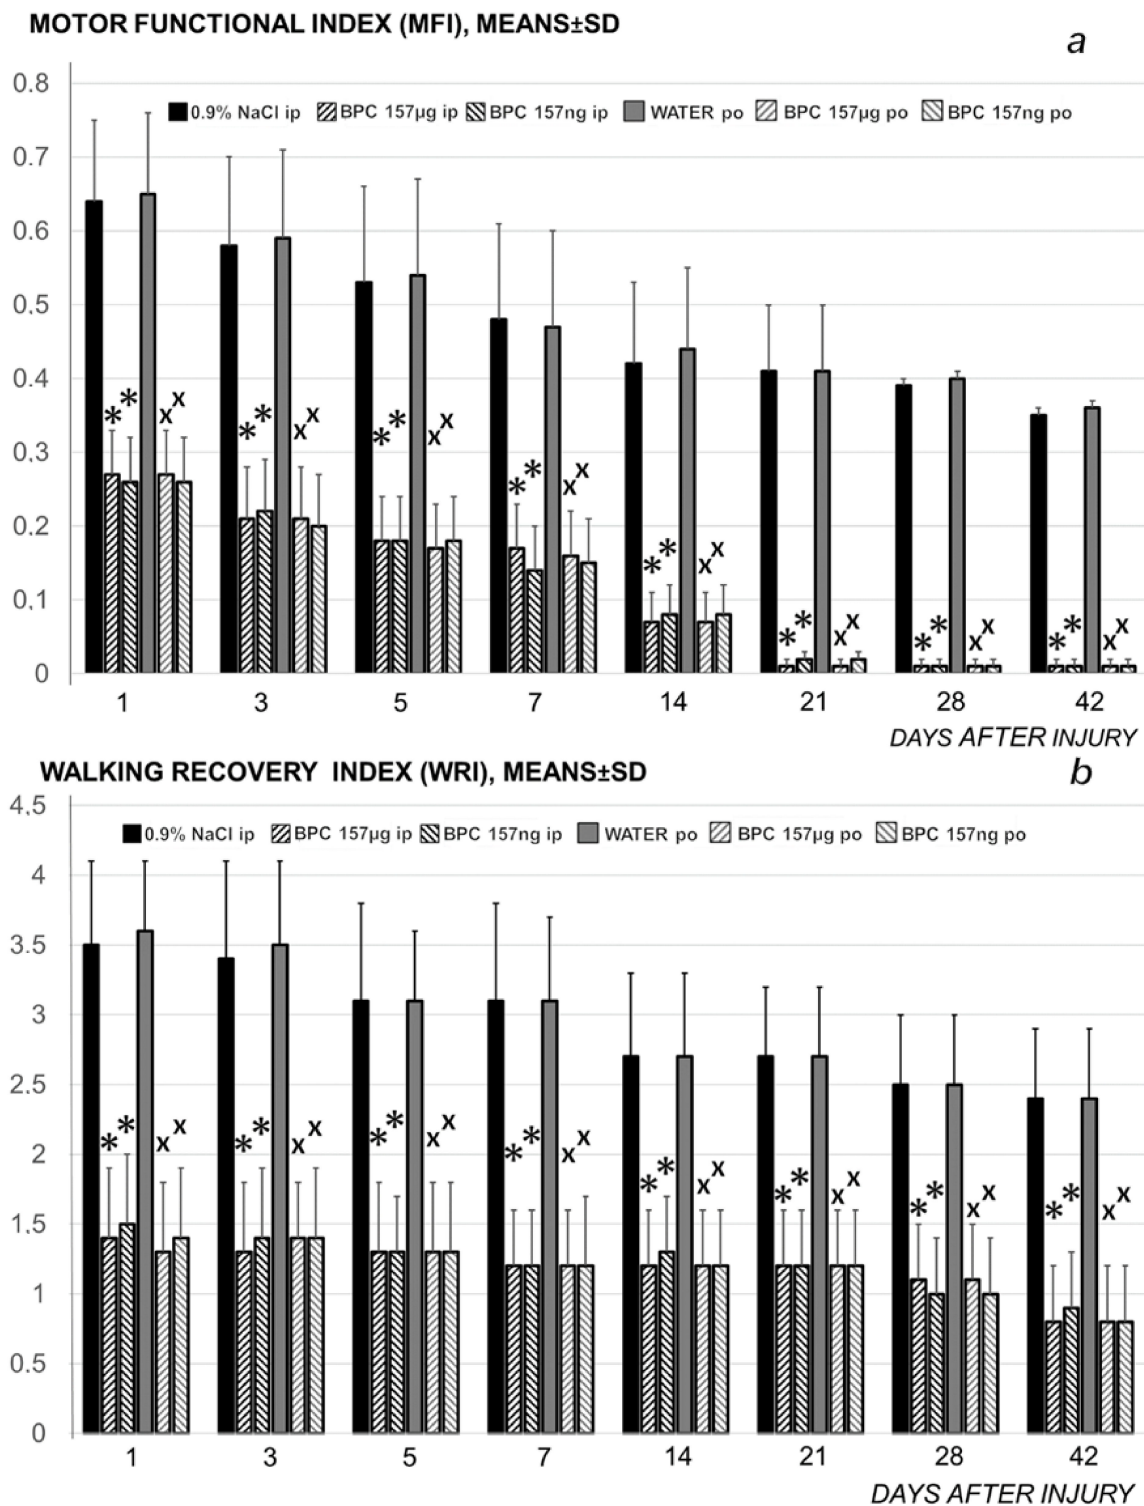 MOTOR FUNCTIONAL INDEX (MFI), MEANS±SD
a
0.8
0.9% NaCl ip BPC 157µg ip BPC 157ng ip WATER po BPC 157µg po BPC 157ng po
0.7
0.6
0.5
0.4
* * x x * * x x * * x x * * x x * * x x * * x x * * x x * * x x
0.3
0.2
0.1
0
1 3 5 7 14 21 28 42
DAYS AFTER INJURY
WALKING RECOVERY INDEX (WRI), MEANS±SD
b
4.5
0.9% NaCl ip BPC 157µg ip BPC 157ng ip WATER po BPC 157µg po BPC 157ng po
4
3.5
3
2.5
* * x x * * x x * * x x * * x x * * x x * * x x * * x x * * x x
2
1.5
1
0.5
0
1 3 5 7 14 21 28 42
DAYS AFTER INJURY